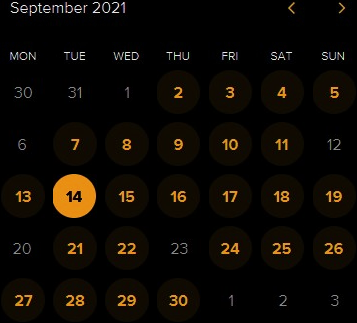 September 2021 < >
MON TUE WED THU FRI SAT SUN
30 31 1 2 3 4 5
6 7 8 9 10 11 12
13 14 15 16 17 18 19
20 21 22 23 24 25 26
27 28 29 30 1 2 3